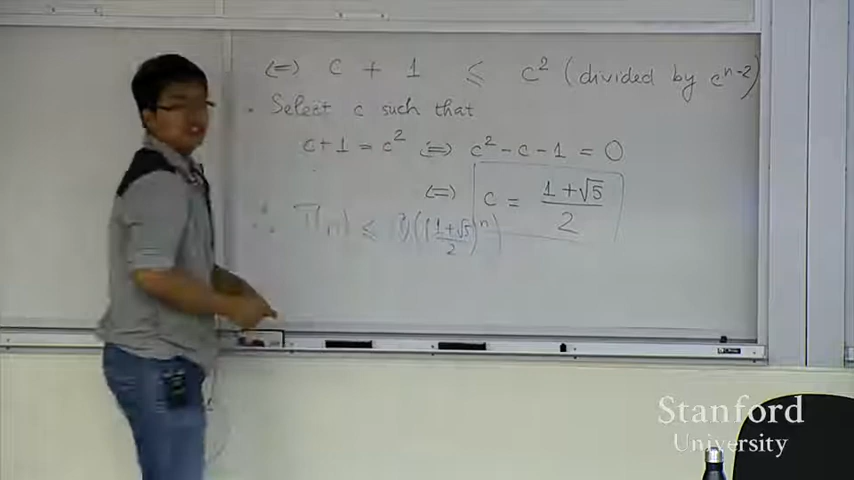 (⇔) c + 1 ≤ c² (divided by cⁿ⁻²)
• Select c such that
c+1 = c² (⇔) c² - c - 1 = 0
(⇔) c = (1+√5)/2
∴ T(n) ≤ ((1+√5)/2)ⁿ
Stanford
University